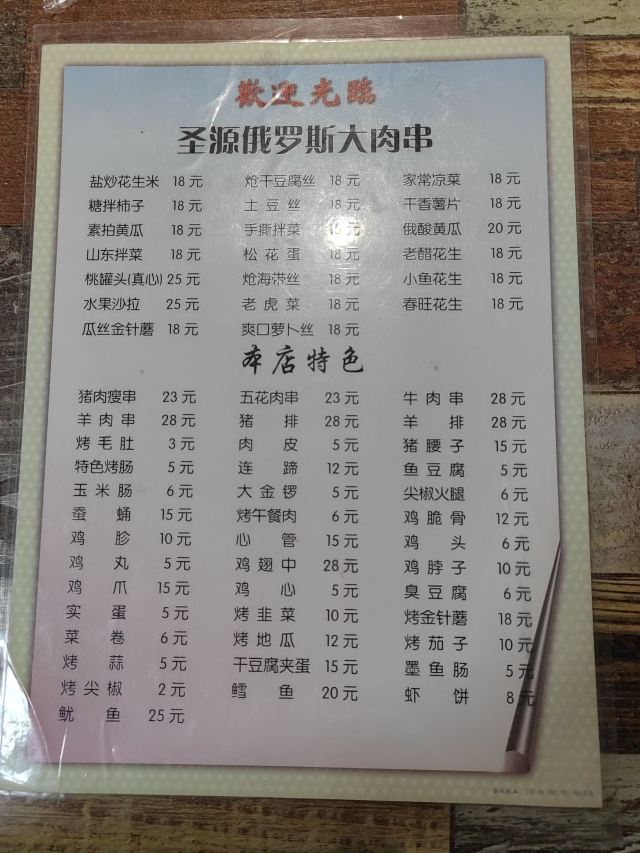 歡迎光臨
圣源俄罗斯大肉串
盐炒花生米 18元 炝干豆腐丝 18元 家常凉菜 18元
糖拌柿子 18元 土豆丝 18元 干香薯片 18元
素拍黄瓜 18元 手撕拌菜 元 俄酸黄瓜 20元
山东拌菜 18元 松花蛋 18元 老醋花生 18元
桃罐头(真心) 25元 炝海带丝 18元 小鱼花生 18元
水果沙拉 25元 老虎菜 18元 春旺花生 18元
瓜丝金针蘑 18元 爽口萝卜丝 18元
本店特色
猪肉瘦串 23元 五花肉串 23元 牛肉串 28元
羊肉串 28元 猪排 28元 羊排 28元
烤毛肚 3元 肉皮 5元 猪腰子 15元
特色烤肠 5元 连蹄 12元 鱼豆腐 5元
玉米肠 6元 大金锣 5元 尖椒火腿 6元
蚕蛹 15元 烤午餐肉 6元 鸡脆骨 12元
鸡胗 10元 心管 15元 鸡头 6元
鸡丸 5元 鸡翅中 28元 鸡脖子 10元
鸡爪 15元 鸡心 5元 臭豆腐 6元
实蛋 5元 烤韭菜 10元 烤金针蘑 18元
菜卷 6元 烤地瓜 12元 烤茄子 10元
烤蒜 5元 干豆腐夹蛋 15元 墨鱼肠 5元
烤尖椒 2元 鳕鱼 20元 虾饼 8元
鱿鱼 25元